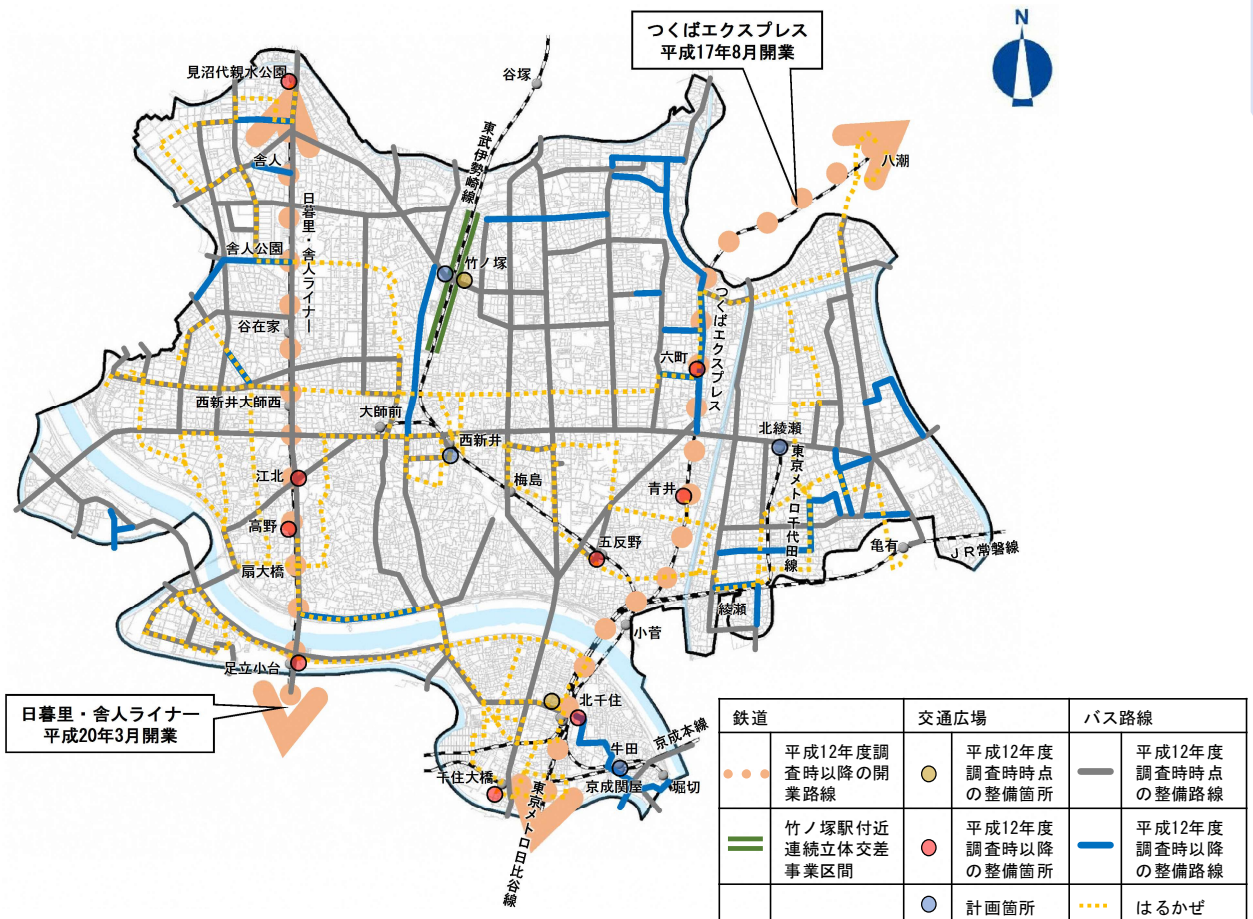 つくばエクスプレス
平成17年8月開業
N
見沼代親水公園
谷塚
東武伊勢崎線
八潮
舎人
日暮里・舎人ライナー
舎人公園
竹ノ塚
つくばエクスプレス
谷在家
六町
西新井大師西
大師前
西新井
北綾瀬
東京メトロ千代田線
江北
梅島
青井
高野
五反野
亀有
JR常磐線
扇大橋
綾瀬
小菅
足立小台
日暮里・舎人ライナー
平成20年3月開業
北千住
牛田
京成本線
千住大橋
京成関屋
堀切
東京メトロ日比谷線
鉄道
交通広場
バス路線
平成12年度調
査時以降の開
業路線
平成12年度
調査時時点
の整備箇所
平成12年度
調査時時点
の整備路線
竹ノ塚駅付近
連続立体交差
事業区間
平成12年度
調査時以降
の整備箇所
平成12年度
調査時以降
の整備路線
計画箇所
はるかぜ